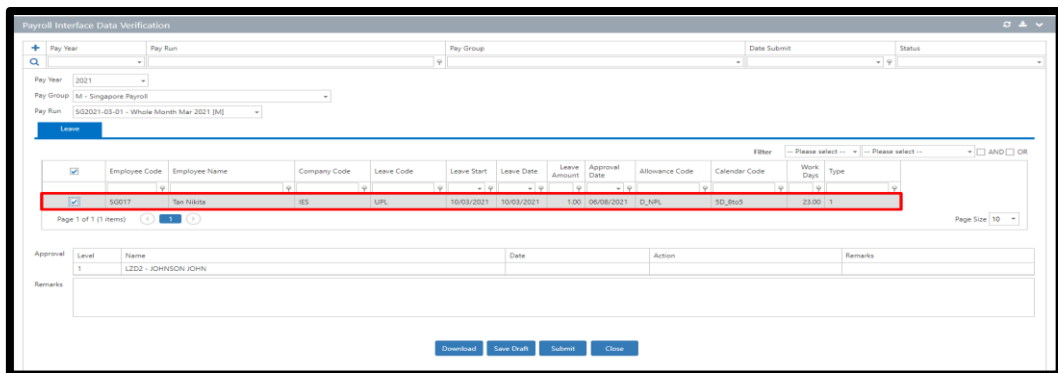 Payroll Interface Data Verification
Pay Year Pay Run Pay Group Date Submit Status
Pay Year 2021
Pay Group M - Singapore Payroll
Pay Run SG2021-03-01 - Whole Month Mar 2021 [M]
Leave
Filter -- Please select -- -- Please select -- AND OR
Employee Code Employee Name Company Code Leave Code Leave Start Leave Date Leave Amount Approval Date Allowance Code Calendar Code Work Days Type
SG017 Tan Nikita IES UPL 10/03/2021 10/03/2021 1.00 06/08/2021 D_NPL 5D_8to5 23.00 1
Page 1 of 1 (1 items) 1 Page Size 10
Approval Level Name Date Action Remarks
1 LZD2 - JOHNSON JOHN
Remarks
Download Save Draft Submit Close